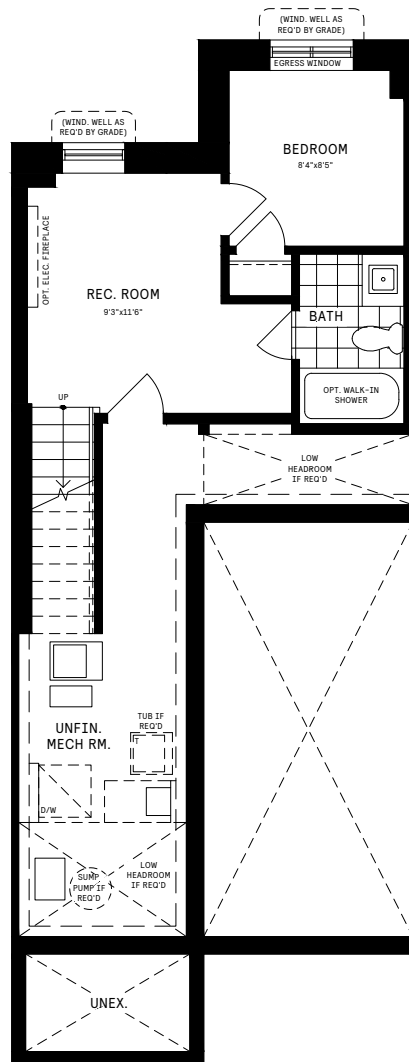 (WIND. WELL AS
REQ'D BY GRADE)
EGRESS WINDOW
(WIND. WELL AS
REQ'D BY GRADE)
BEDROOM
8'4"x8'5"
OPT. ELEC. FIREPLACE
REC. ROOM
9'3"x11'6"
BATH
OPT. WALK-IN
SHOWER
UP
LOW
HEADROOM
IF REQ'D
TUB IF
REQ'D
T
UNFIN.
MECH RM.
D/W
SUMP
PUMP IF
REQ'D
LOW
HEADROOM
IF REQ'D
UNEX.